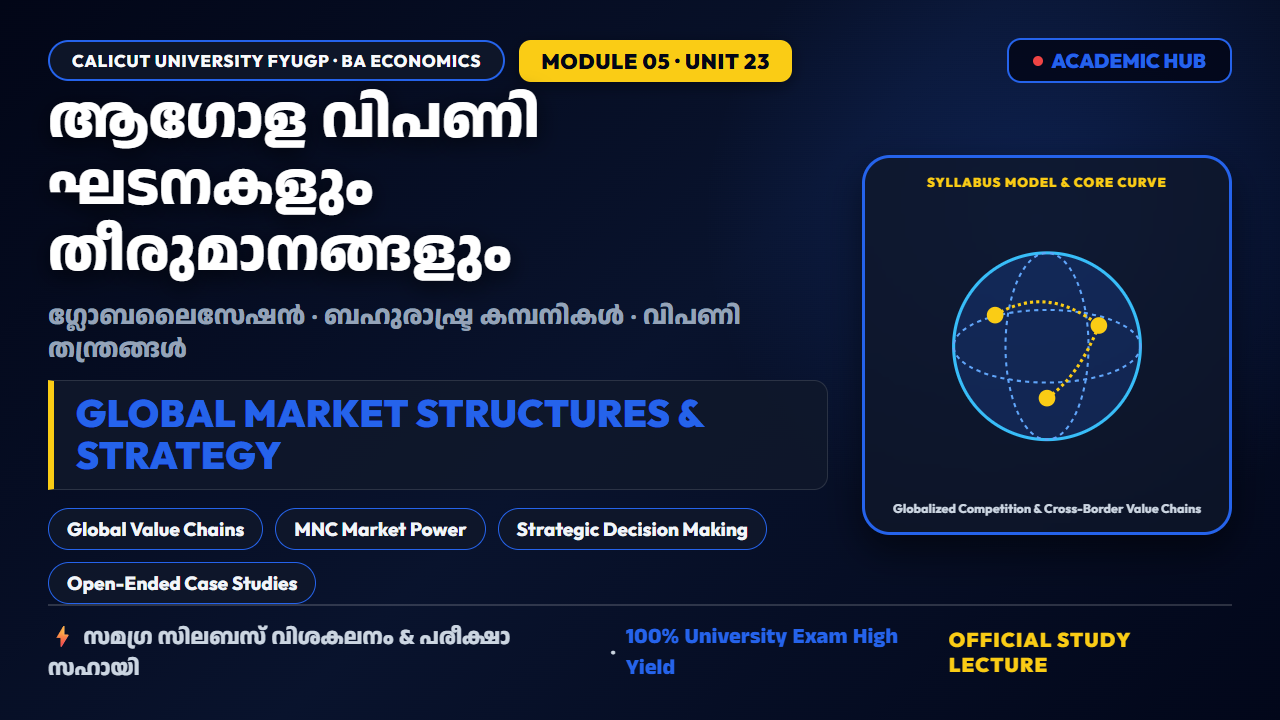 CALICUT UNIVERSITY FYUGP · BA ECONOMICS
MODULE 05 · UNIT 23
ACADEMIC HUB
ആഗോള വിപണി
ഘടനകളും
തീരുമാനങ്ങളും
ഗ്ലോബലൈസേഷൻ · ബഹുരാഷ്ട്ര കമ്പനികൾ · വിപണി
തന്ത്രങ്ങൾ
GLOBAL MARKET STRUCTURES &
STRATEGY
Global Value Chains
MNC Market Power
Strategic Decision Making
Open-Ended Case Studies
SYLLABUS MODEL & CORE CURVE
Globalized Competition & Cross-Border Value Chains
⚡ സമഗ്ര സിലബസ് വിശകലനം & പരീക്ഷാ
സഹായി
· 100% University Exam High
Yield
OFFICIAL STUDY
LECTURE